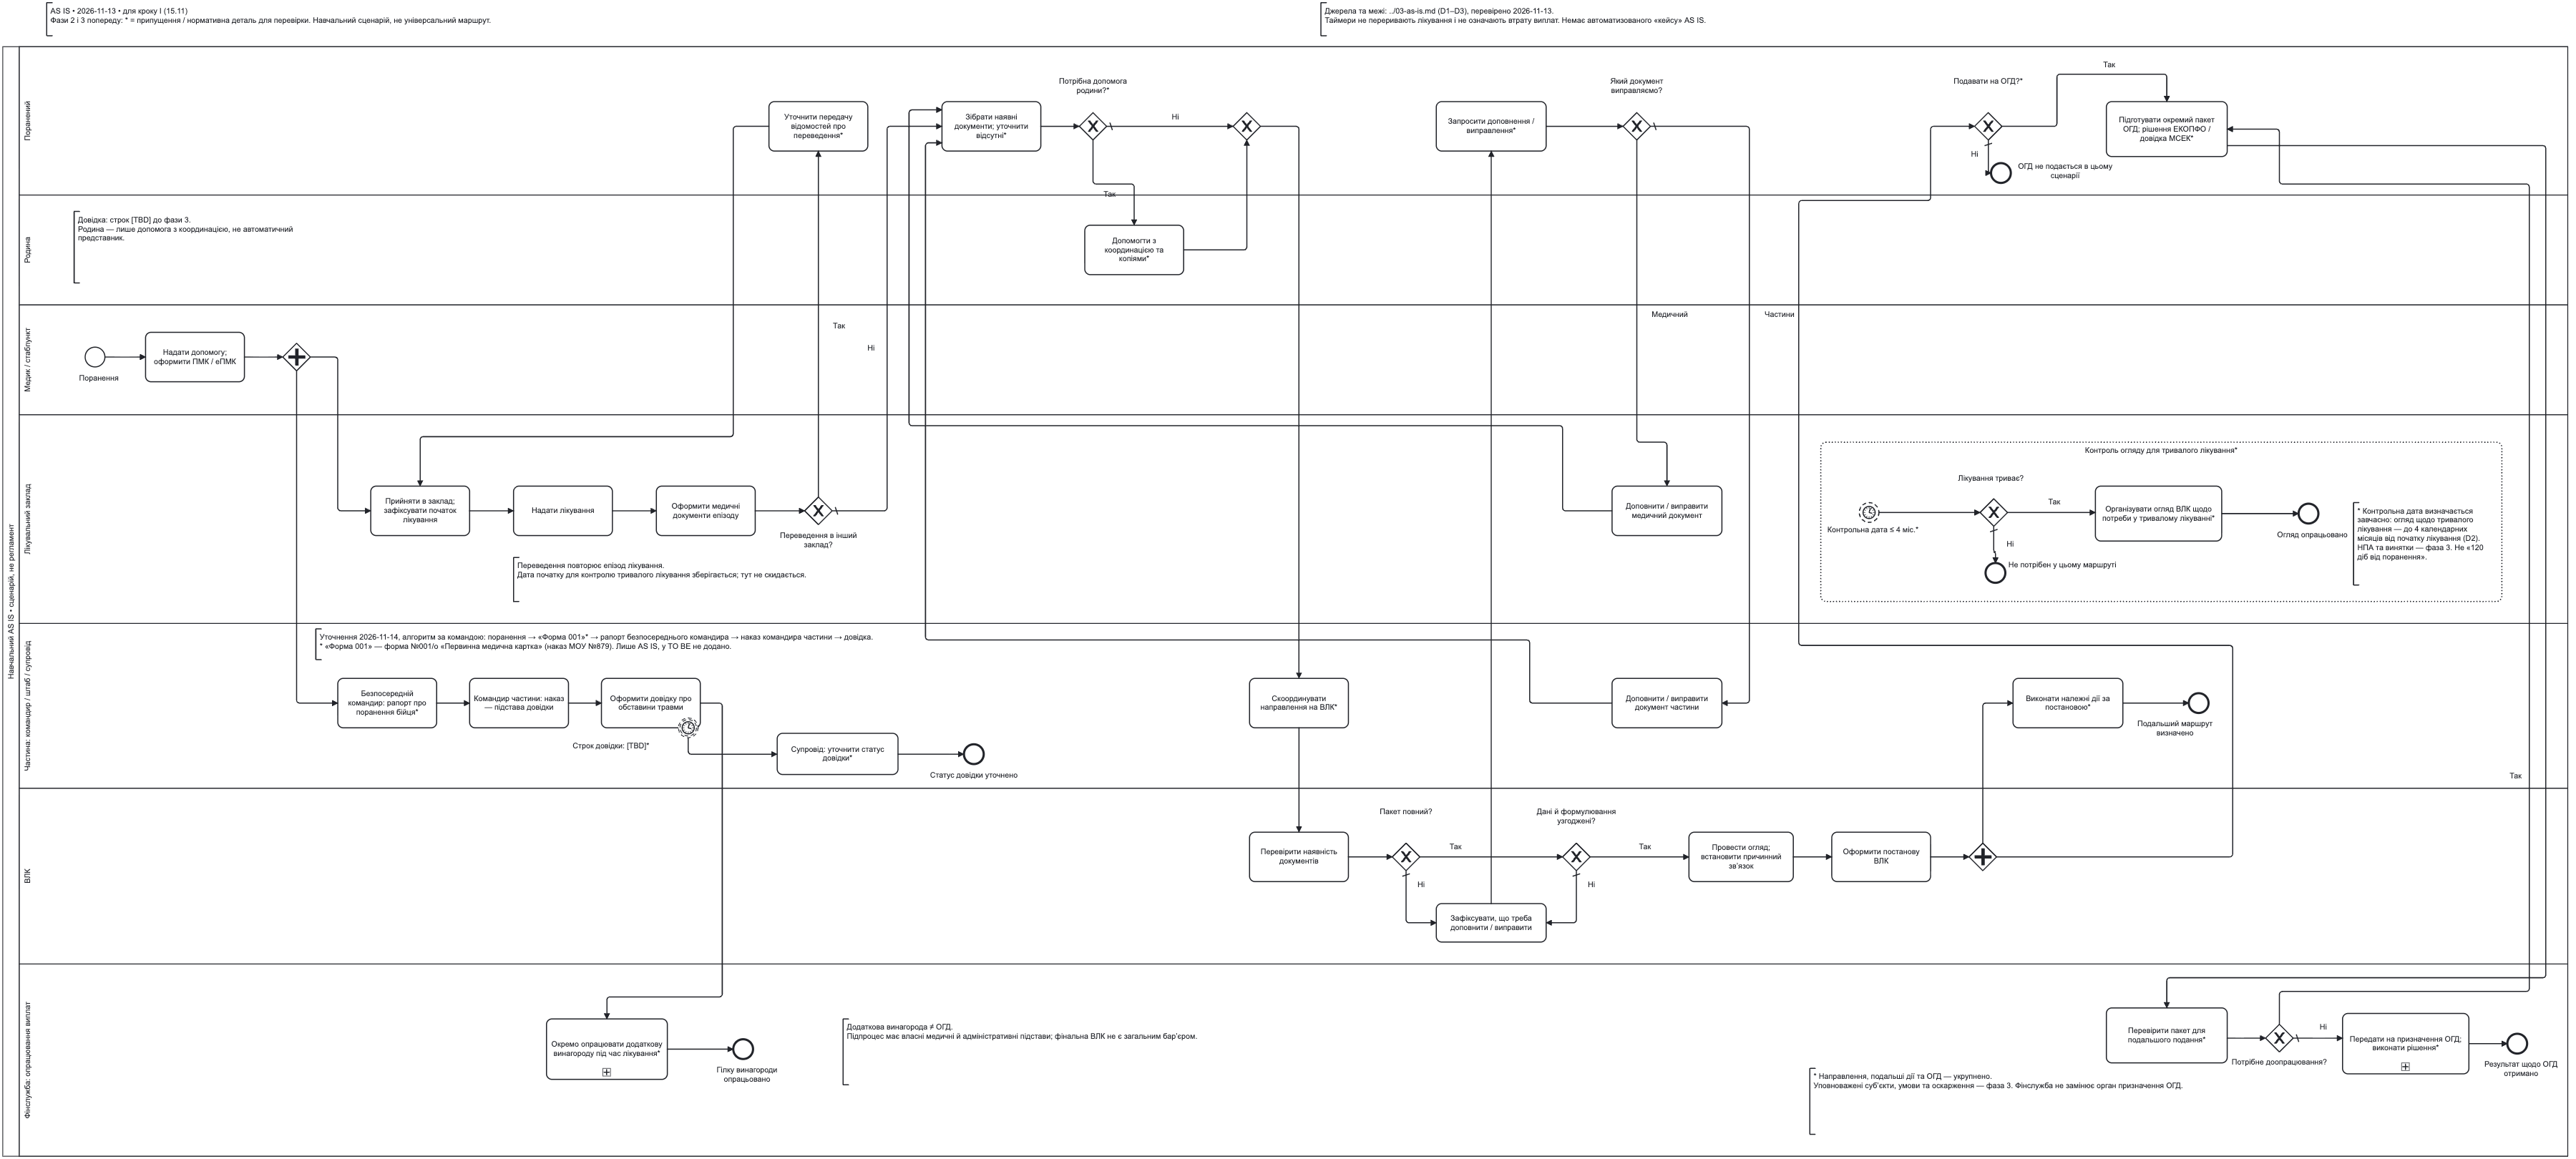 AS IS • 2026-11-13 • для кроку I (15.11)
Фази 2 і 3 попереду: * = припущення / нормативна деталь для перевірки. Навчальний сценарій, не універсальний маршрут.
Джерела та межі: ../03-as-is.md (D1–D3), перевірено 2026-11-13.
Таймери не переривають лікування і не означають втрату виплат. Немає автоматизованого «кейсу» AS IS.
Навчальний AS IS • сценарій, не регламент
Поранений
Уточнити передачу
відомостей про
переведення*
Зібрати наявні
документи; уточнити
відсутні*
Потрібна допомога
родини?*
Ні
Так
Запросити доповнення /
виправлення*
Який документ
виправляємо?
Подавати на ОГД?*
Так
Ні
ОГД не подається в цьому
сценарії
Підготувати окремий пакет
ОГД; рішення ЕКОПФО /
довідка МСЕК*
Родина
Довідка: строк [TBD] до фази 3.
Родина — лише допомога з координацією, не автоматичний
представник.
Допомогти з
координацією та
копіями*
Медик / стабпункт
Поранення
Надати допомогу;
оформити ПМК / еПМК
Так
Ні
Медичний
Частини
Лікувальний заклад
Прийняти в заклад;
зафіксувати початок
лікування
Надати лікування
Оформити медичні
документи епізоду
Переведення в інший
заклад?
Переведення повторює епізод лікування.
Дата початку для контролю тривалого лікування зберігається; тут не скидається.
Доповнити / виправити
медичний документ
Контроль огляду для тривалого лікування*
Контрольна дата ≤ 4 міс.*
Лікування триває?
Так
Ні
Не потрібен у цьому маршруті
Організувати огляд ВЛК щодо
потреби у тривалому лікуванні*
Огляд опрацьовано
* Контрольна дата визначається
завчасно: огляд щодо тривалого
лікування — до 4 календарних
місяців від початку лікування (D2).
НПА та винятки — фаза 3. Не «120
діб від поранення».
Частина: командир / штаб / супровід
Уточнення 2026-11-14, алгоритм за командою: поранення → «Форма 001»* → рапорт безпосереднього командира → наказ командира частини → довідка.
* «Форма 001» — форма №001/о «Первинна медична картка» (наказ МОУ №879). Лише AS IS, у TO BE не додано.
Безпосередній
командир: рапорт про
поранення бійця*
Командир частини: наказ
— підстава довідки
Оформити довідку про
обставини травми
Строк довідки: [TBD]*
Супровід: уточнити статус
довідки*
Статус довідки уточнено
Скоординувати
направлення на ВЛК*
Доповнити / виправити
документ частини
Виконати належні дії за
постановою*
Подальший маршрут
визначено
Так
ВЛК
Перевірити наявність
документів
Пакет повний?
Так
Ні
Зафіксувати, що треба
доповнити / виправити
Дані й формулювання
узгоджені?
Так
Ні
Провести огляд;
встановити причинний
зв’язок
Оформити постанову
ВЛК
Фінслужба: опрацювання виплат
Окремо опрацювати додаткову
винагороду під час лікування*
Гілку винагороди
опрацьовано
Додаткова винагорода ≠ ОГД.
Підпроцес має власні медичні й адміністративні підстави; фінальна ВЛК не є загальним бар’єром.
Перевірити пакет для
подальшого подання*
Потрібне доопрацювання?
Ні
Передати на призначення ОГД;
виконати рішення*
Результат щодо ОГД
отримано
* Направлення, подальші дії та ОГД — укрупнено.
Уповноважені суб’єкти, умови та оскарження — фаза 3. Фінслужба не замінює орган призначення ОГД.